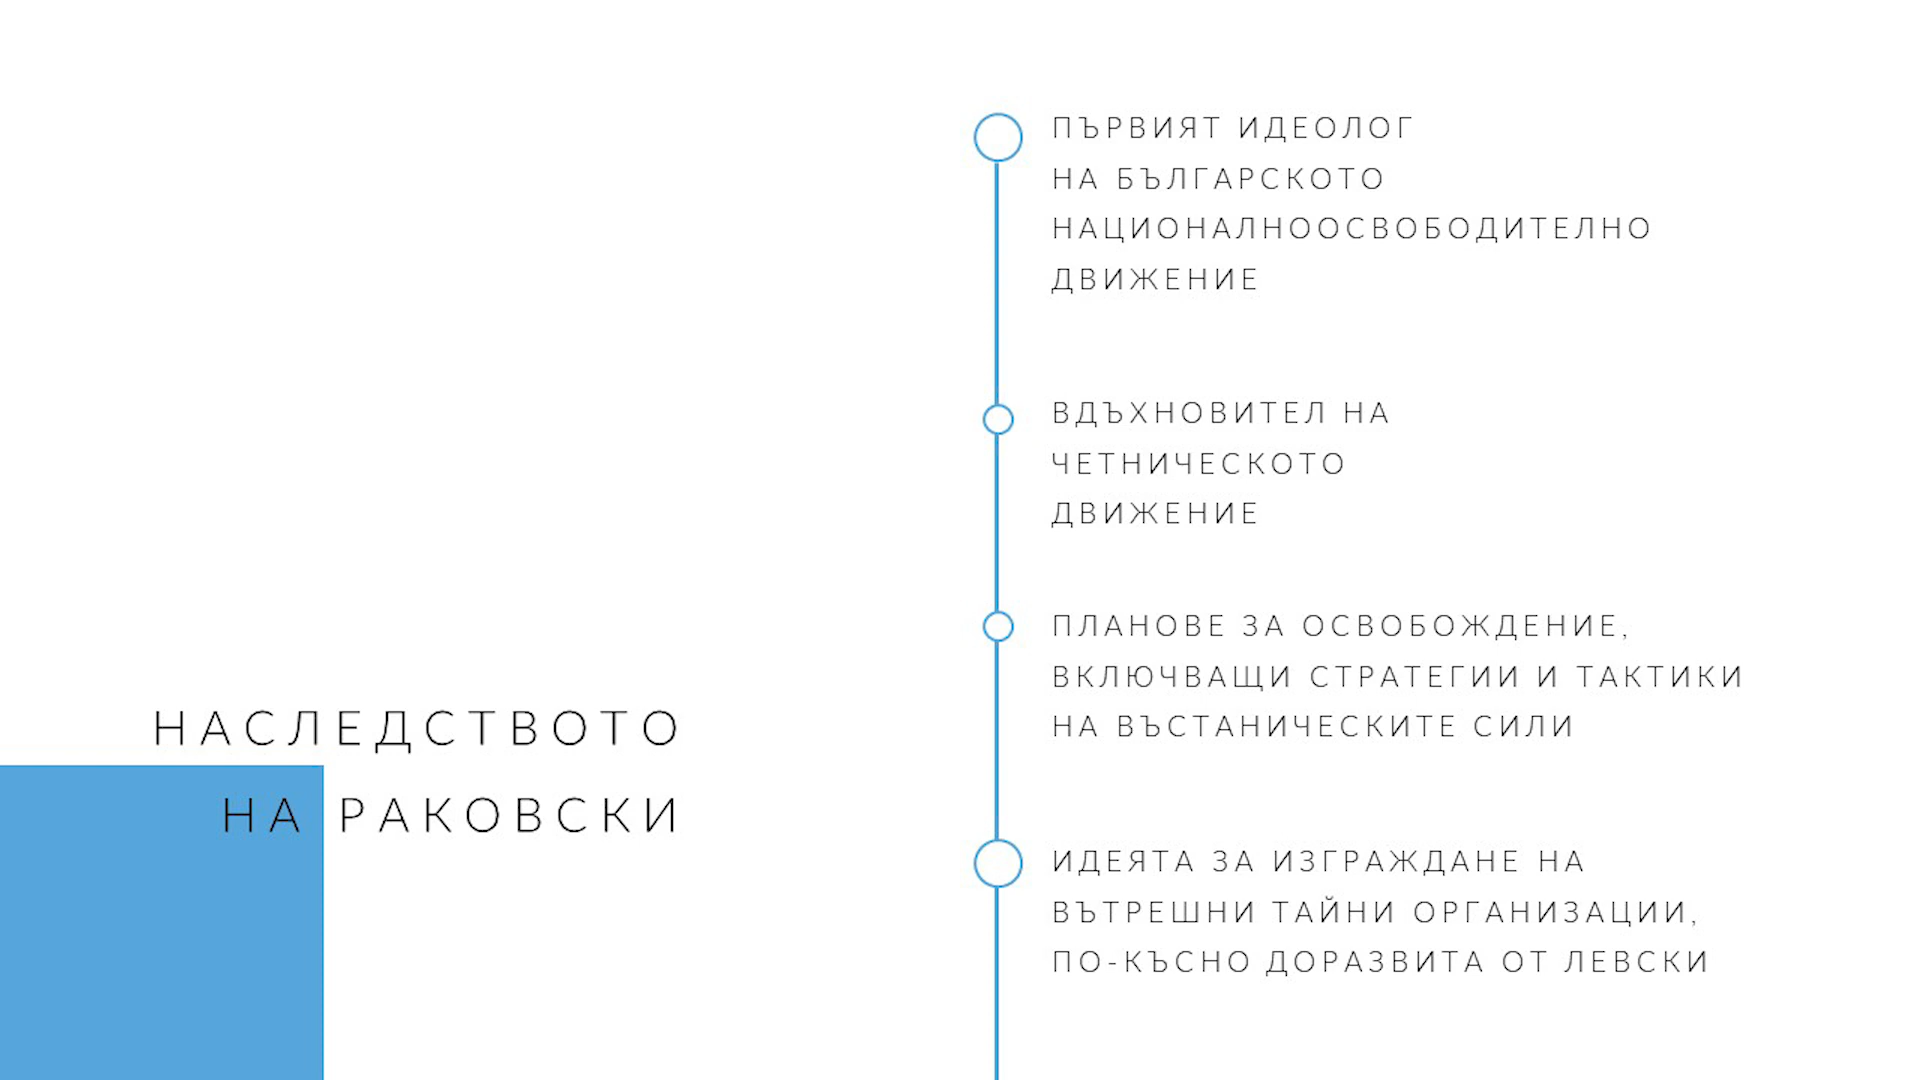 НАСЛЕДСТВОТО
НА РАКОВСКИ
ПЪРВИЯТ ИДЕОЛОГ
НА БЪЛГАРСКОТО
НАЦИОНАЛНООСВОБОДИТЕЛНО
ДВИЖЕНИЕ
ВДЪХНОВИТЕЛ НА
ЧЕТНИЧЕСКОТО
ДВИЖЕНИЕ
ПЛАНОВЕ ЗА ОСВОБОЖДЕНИЕ,
ВКЛЮЧВАЩИ СТРАТЕГИИ И ТАКТИКИ
НА ВЪСТАНИЧЕСКИТЕ СИЛИ
ИДЕЯТА ЗА ИЗГРАЖДАНЕ НА
ВЪТРЕШНИ ТАЙНИ ОРГАНИЗАЦИИ,
ПО-КЪСНО ДОРАЗВИТА ОТ ЛЕВСКИ